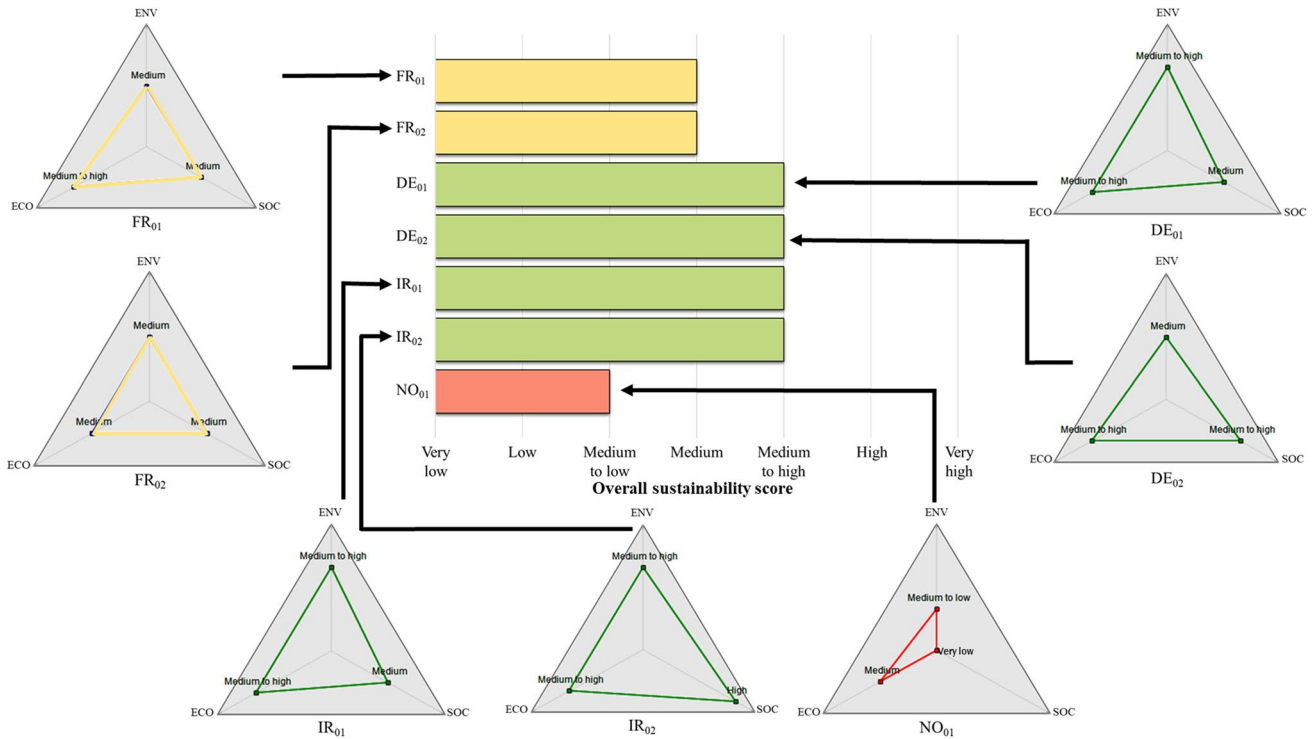 ENV
Medium
Medium to high
Medium
ECO
SOC
FR01
ENV
Medium
Medium
Medium
ECO
SOC
FR02
FR01
FR02
DE01
DE02
IR01
IR02
NO01
Very low
Low
Medium to low
Medium
Medium to high
High
Very high
Overall sustainability score
ENV
Medium to high
Medium to high
Medium
ECO
SOC
DE01
ENV
Medium
Medium to high
Medium to high
ECO
SOC
DE02
ENV
Medium to high
Medium to high
Medium
ECO
SOC
IR01
ENV
Medium to high
Medium to high
High
ECO
SOC
IR02
ENV
Medium to low
Very low
Medium
ECO
SOC
NO01